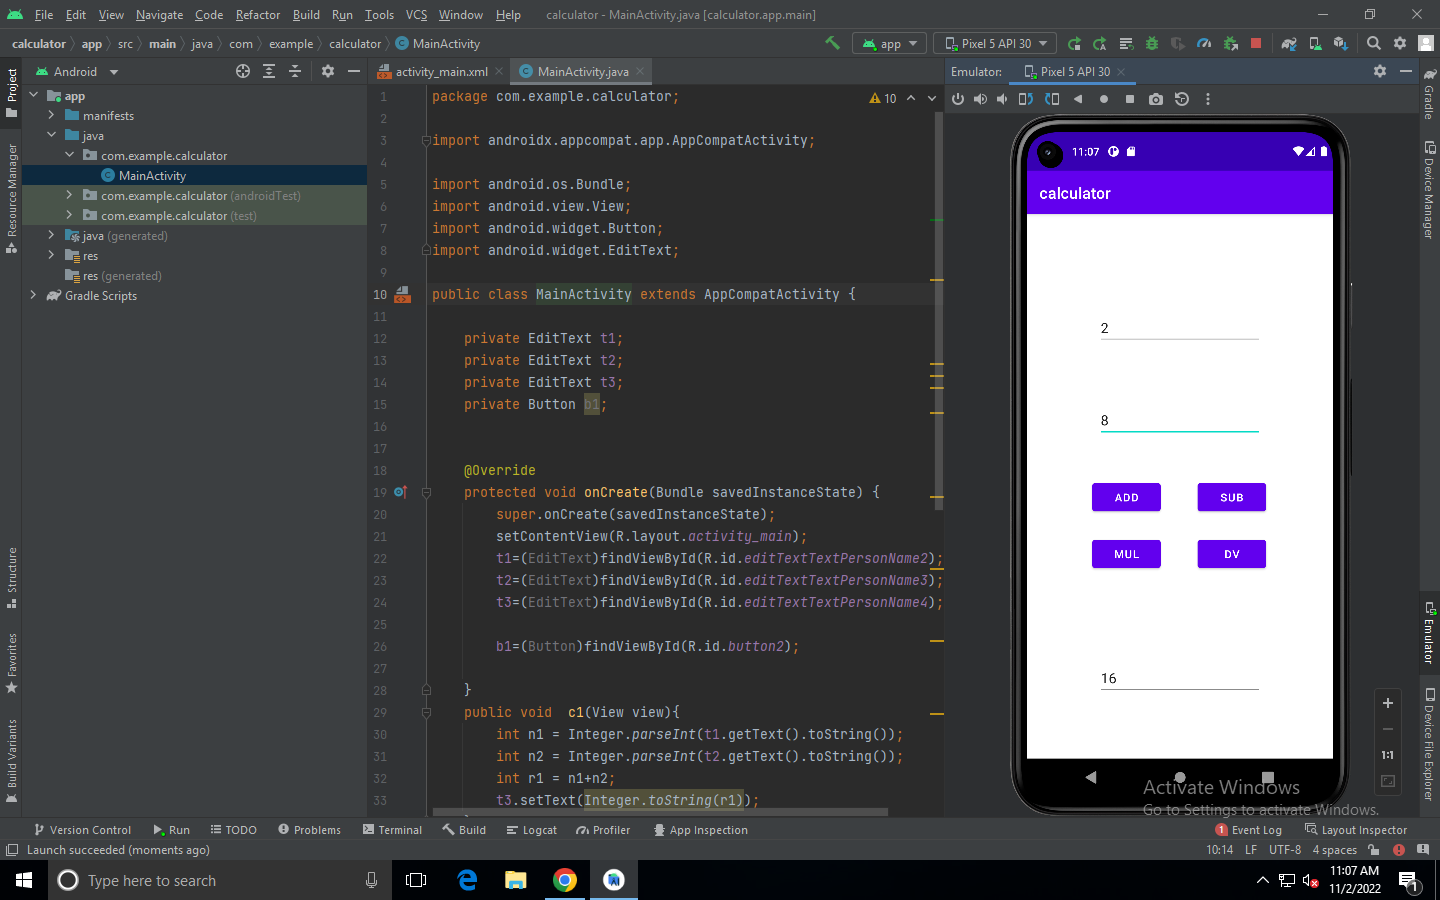 File Edit View Navigate Code Refactor Build Run Tools VCS Window Help calculator - MainActivity.java [calculator.app.main]
calculator app src main java com example calculator MainActivity app Pixel 5 API 30
Project
Android
activity_main.xml MainActivity.java
Emulator: Pixel 5 API 30
app
manifests
java
com.example.calculator
MainActivity
com.example.calculator (androidTest)
com.example.calculator (test)
java (generated)
res
res (generated)
Gradle Scripts
Resource Manager
Structure
Favorites
Build Variants
10
1 package com.example.calculator;
2
3 import androidx.appcompat.app.AppCompatActivity;
4
5 import android.os.Bundle;
6 import android.view.View;
7 import android.widget.Button;
8 import android.widget.EditText;
9
10 public class MainActivity extends AppCompatActivity {
11
12 private EditText t1;
13 private EditText t2;
14 private EditText t3;
15 private Button b1;
16
17
18 @Override
19 protected void onCreate(Bundle savedInstanceState) {
20 super.onCreate(savedInstanceState);
21 setContentView(R.layout.activity_main);
22 t1=(EditText)findViewById(R.id.editTextTextPersonName2);
23 t2=(EditText)findViewById(R.id.editTextTextPersonName3);
24 t3=(EditText)findViewById(R.id.editTextTextPersonName4);
25
26 b1=(Button)findViewById(R.id.button2);
27
28 }
29 public void c1(View view){
30 int n1 = Integer.parseInt(t1.getText().toString());
31 int n2 = Integer.parseInt(t2.getText().toString());
32 int r1 = n1+n2;
33 t3.setText(Integer.toString(r1));
11:07
calculator
2
8
ADD SUB
MUL DV
16
1:1
Activate Windows
Go to Settings to activate Windows.
Gradle
Device Manager
Emulator
Device File Explorer
Version Control Run TODO Problems Terminal Build Logcat Profiler App Inspection 1 Event Log Layout Inspector
Launch succeeded (moments ago) 10:14 LF UTF-8 4 spaces
Type here to search
11:07 AM
11/2/2022
1